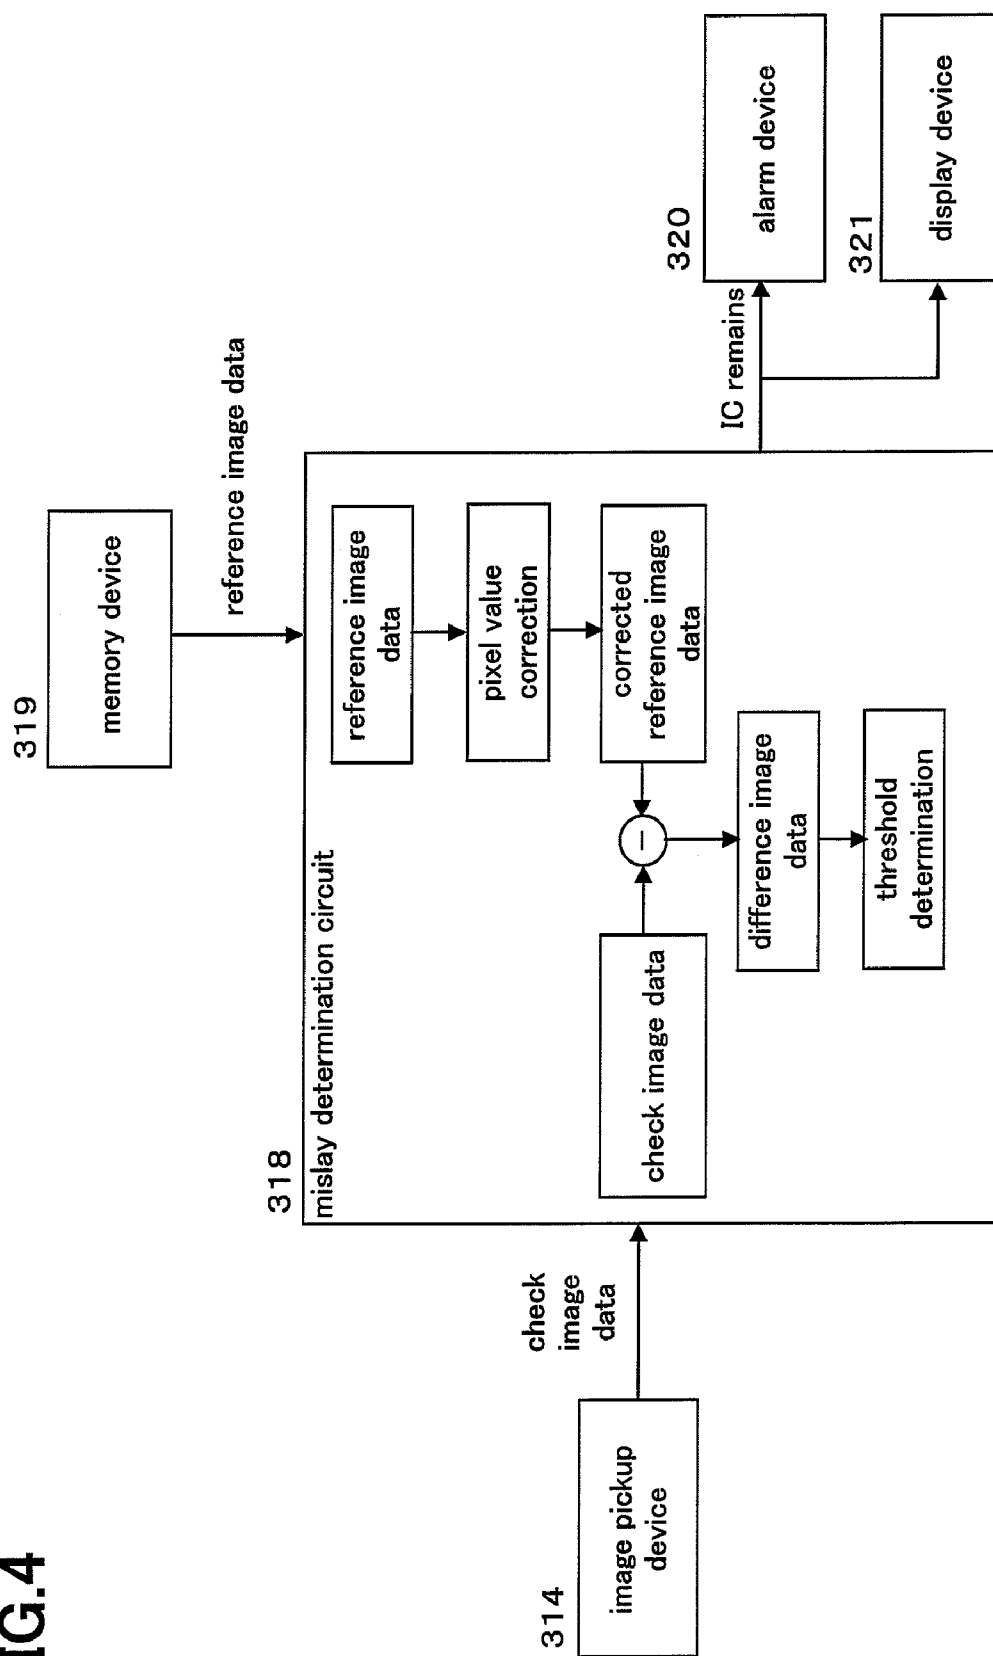 IG.4
319
memory device
reference image data
318
mislay determination circuit
reference image
data
pixel value
correction
corrected
reference image
data
check image data
−
difference image
data
threshold
determination
314
image pickup
device
check
image
data
IC remains
320
alarm device
321
display device